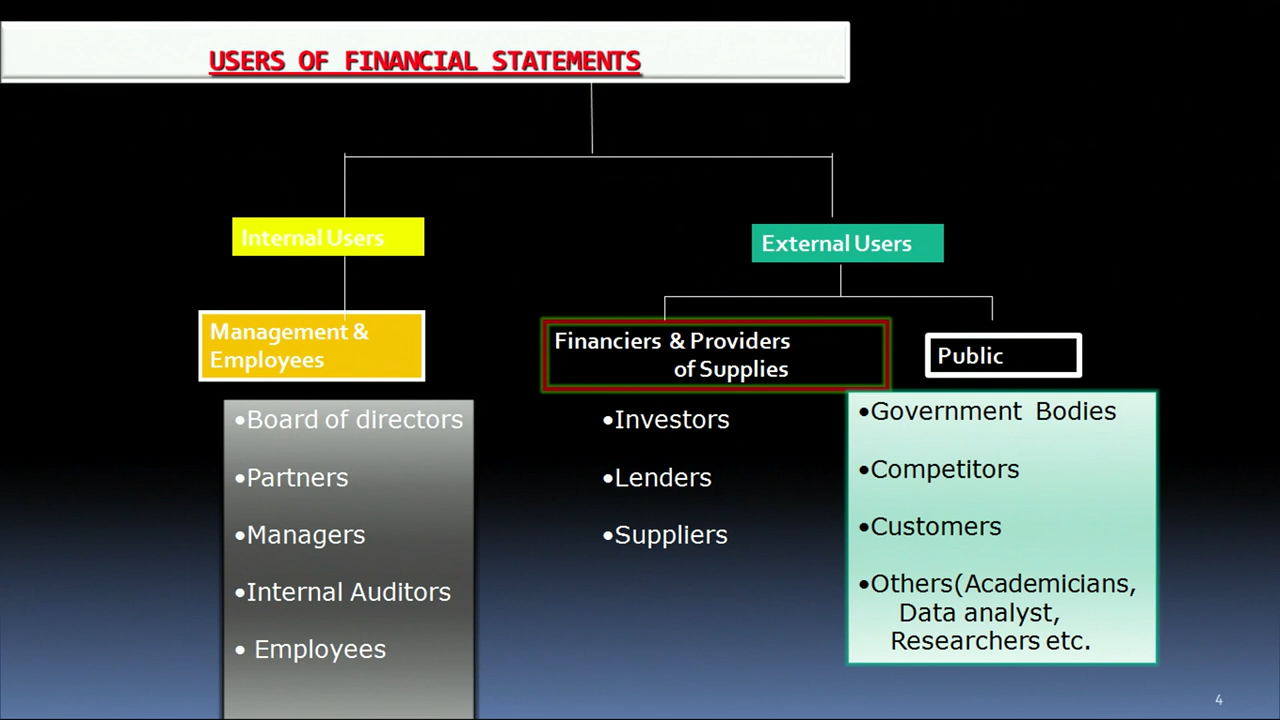 USERS OF FINANCIAL STATEMENTS
Internal Users
External Users
Management &
Employees
Financiers & Providers
of Supplies
Public
•Board of directors
•Partners
•Managers
•Internal Auditors
• Employees
•Investors
•Lenders
•Suppliers
•Government Bodies
•Competitors
•Customers
•Others(Academicians,
Data analyst,
Researchers etc.
4